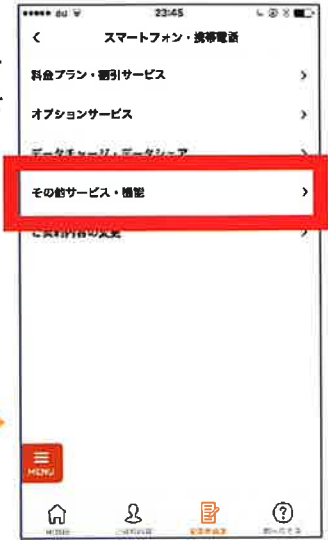 23:45
スマートフォン・携帯電話
料金プラン・割引サービス
オプションサービス
データチャージ・データシェア
その他サービス・機能
ご契約内容の変更
MENU